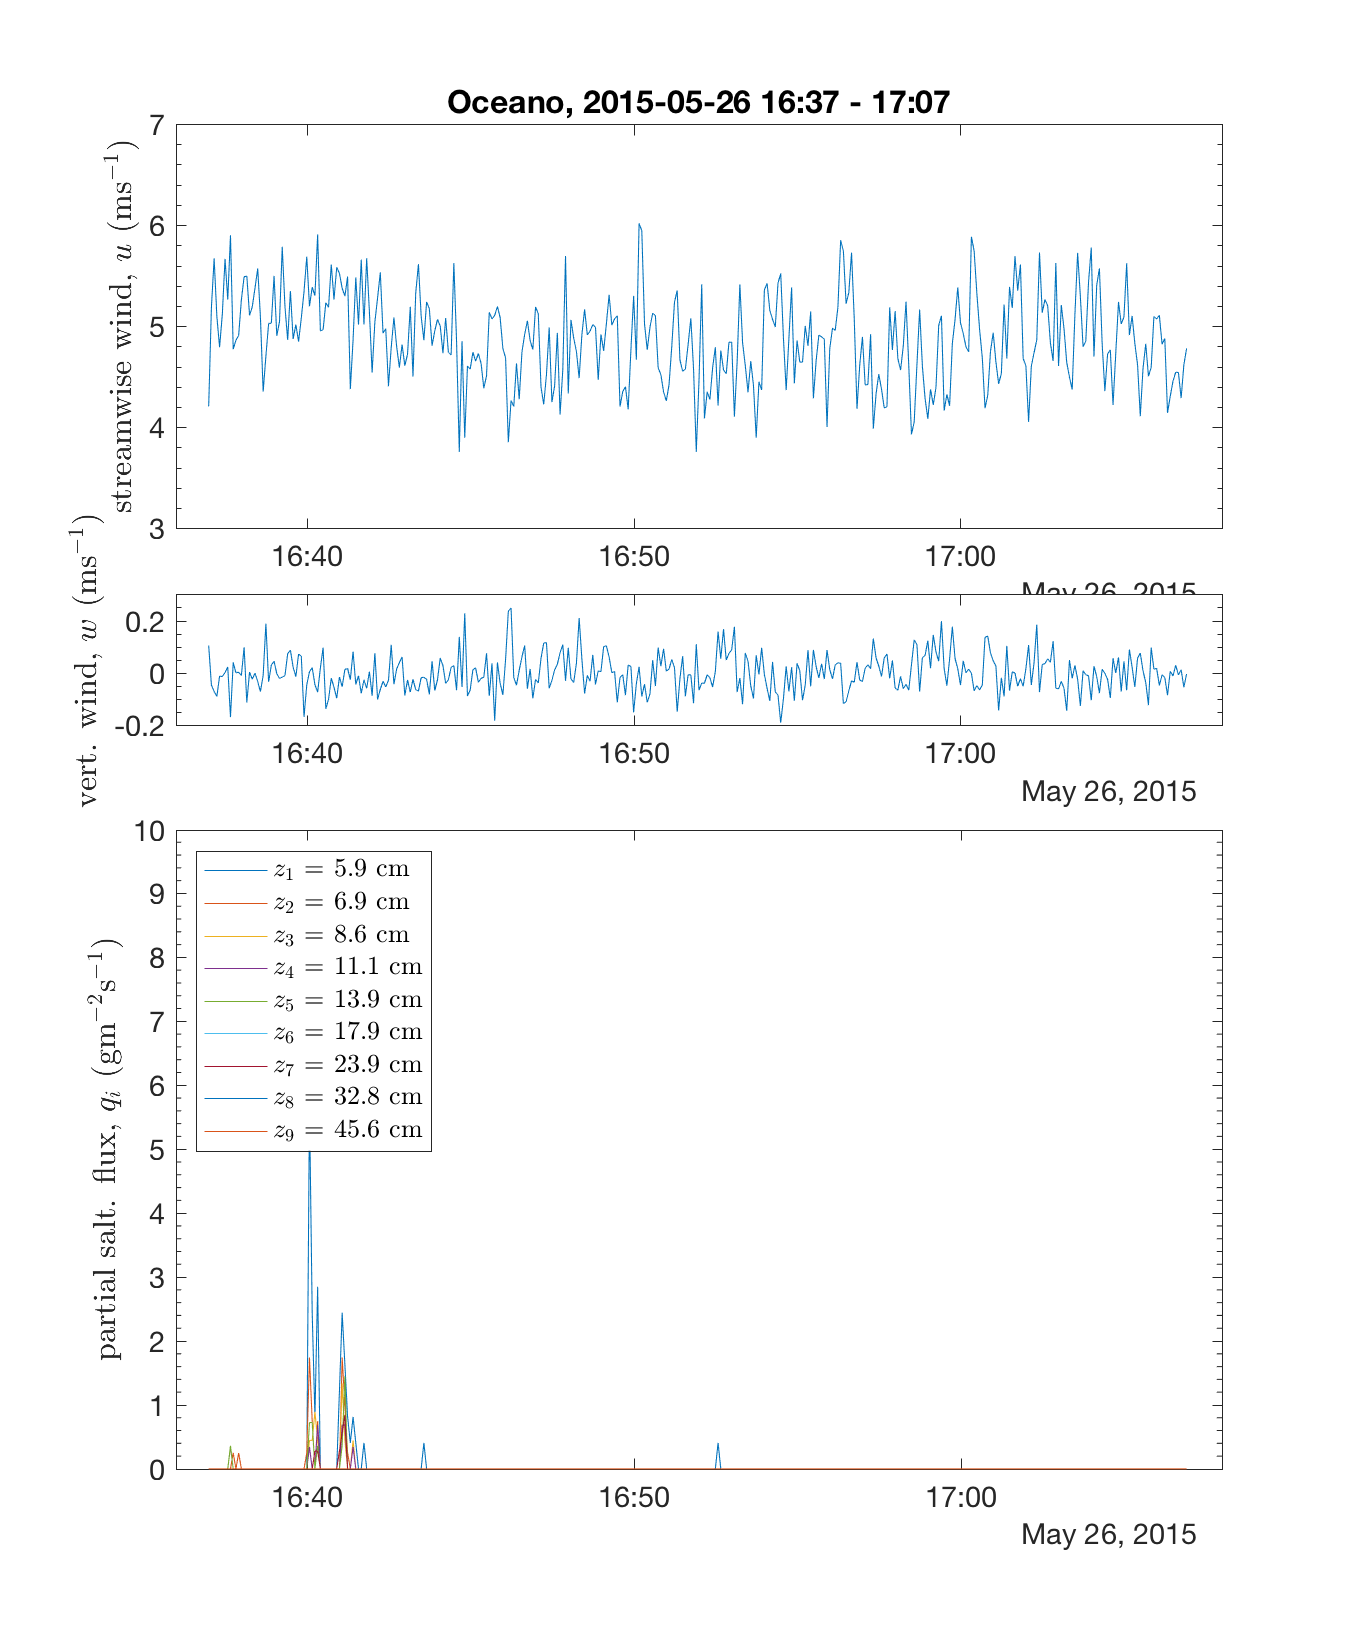 Oceano, 2015-05-26 16:37 - 17:07
7
6
5
4
3
streamwise wind, u (ms⁻¹)
16:40 16:50 17:00
May 26, 2015
0.2
0
-0.2
vert. wind, w (ms⁻¹)
16:40 16:50 17:00
May 26, 2015
10
9
8
7
6
5
4
3
2
1
0
partial salt. flux, qᵢ (gm⁻²s⁻¹)
z₁ = 5.9 cm
z₂ = 6.9 cm
z₃ = 8.6 cm
z₄ = 11.1 cm
z₅ = 13.9 cm
z₆ = 17.9 cm
z₇ = 23.9 cm
z₈ = 32.8 cm
z₉ = 45.6 cm
16:40 16:50 17:00
May 26, 2015